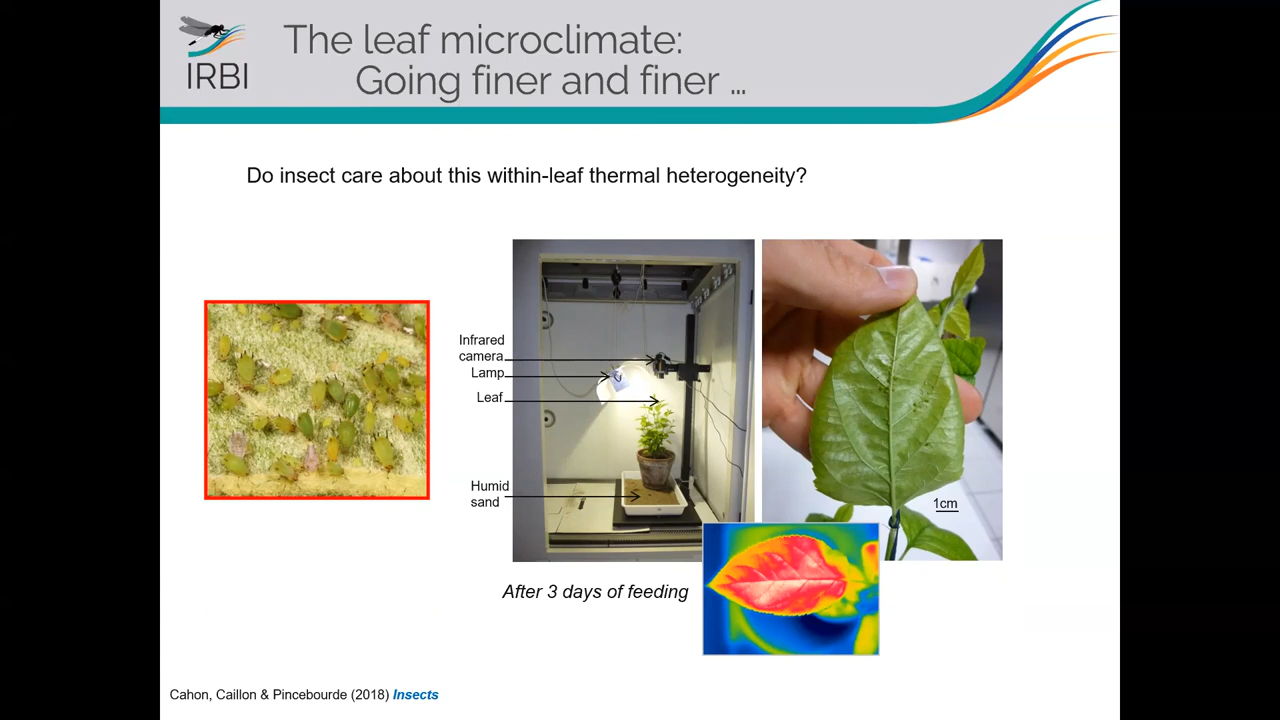 IRBI
The leaf microclimate:
Going finer and finer ...
Do insect care about this within-leaf thermal heterogeneity?
Infrared
camera
Lamp
Leaf
Humid
sand
1cm
After 3 days of feeding
Cahon, Caillon & Pincebourde (2018) Insects